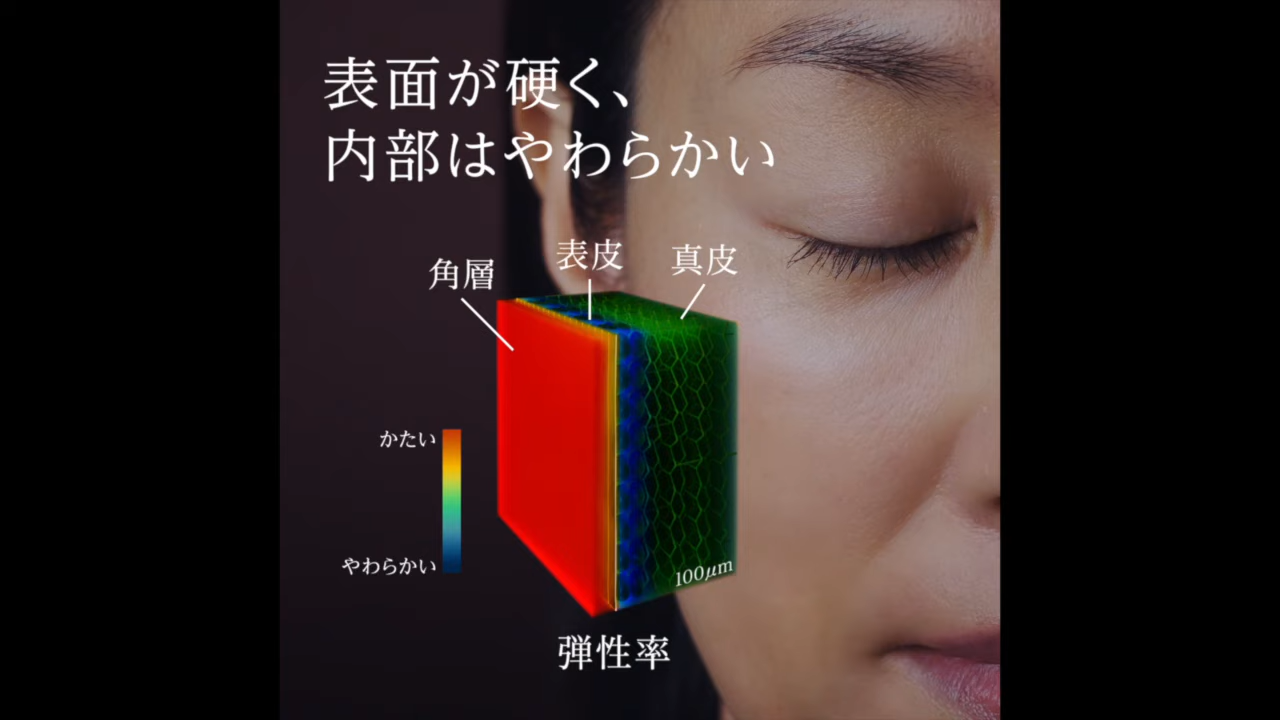 表面が硬く、
内部はやわらかい
角層
表皮
真皮
かたい
やわらかい
100μm
弾性率